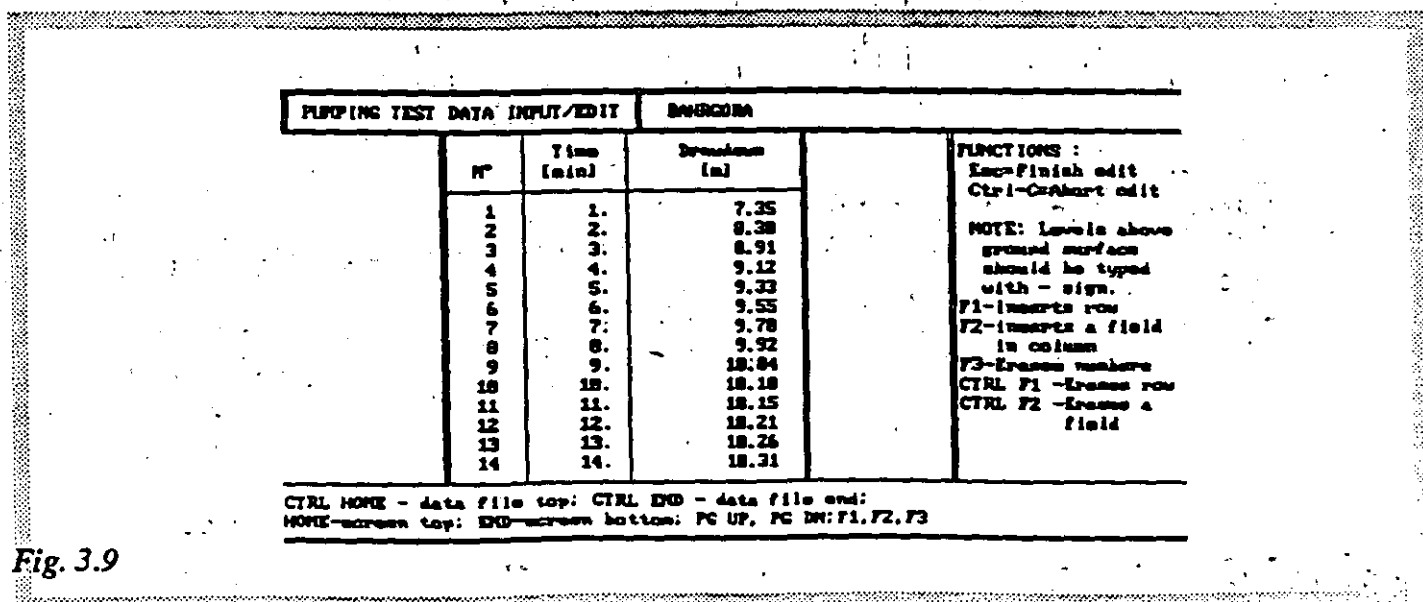 PUMPING TEST DATA INPUT/EDIT BAHRGORA
N° Time [min] Drawdown [m]
1 1. 7.35
2 2. 8.38
3 3. 8.91
4 4. 9.12
5 5. 9.33
6 6. 9.55
7 7. 9.78
8 8. 9.92
9 9. 10.04
10 10. 10.10
11 11. 10.15
12 12. 10.21
13 13. 10.26
14 14. 10.31
FUNCTIONS :
Esc=Finish edit
Ctrl-C=Abort edit
NOTE: Levels above
ground surface
should be typed
with - sign.
F1-inserts row
F2-inserts a field
in column
F3-Erases numbers
CTRL F1 -Erases row
CTRL F2 -Erases a
field
CTRL HOME - data file top; CTRL END - data file end;
HOME-screen top; END-screen bottom; PG UP, PG DN;F1,F2,F3
Fig. 3.9